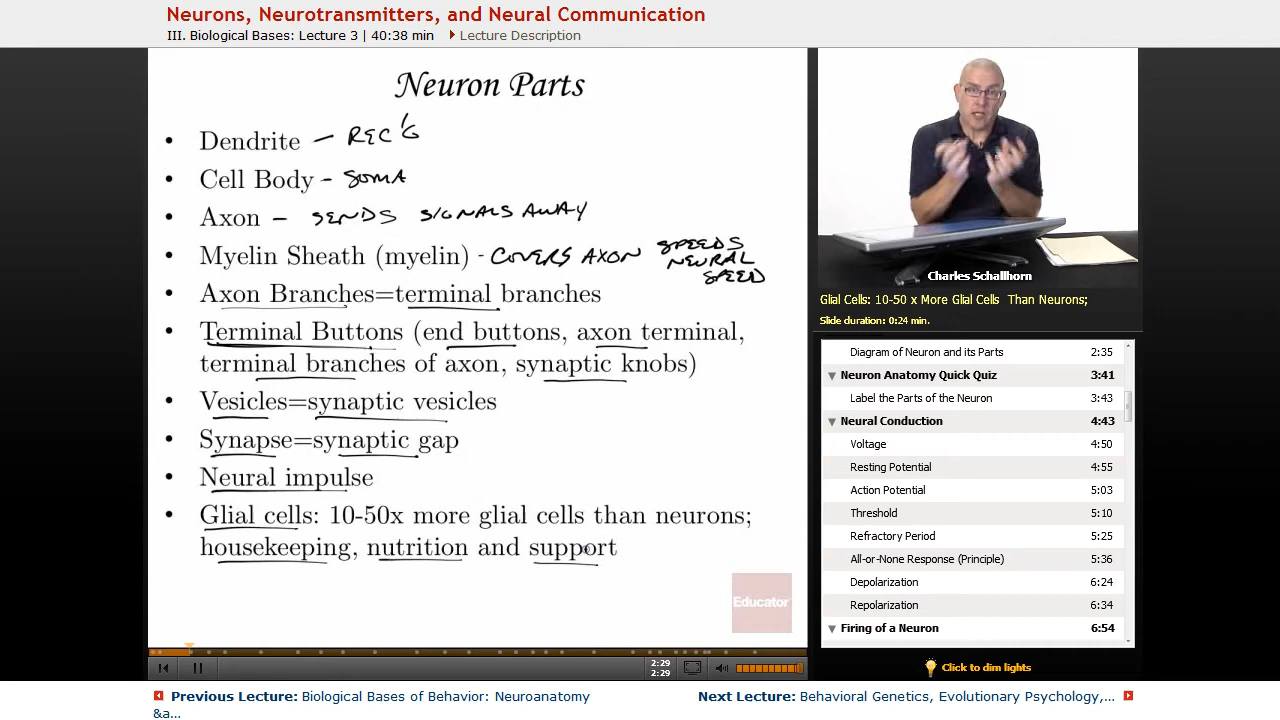 Neurons, Neurotransmitters, and Neural Communication
III. Biological Bases: Lecture 3 | 40:38 min
Lecture Description
Neuron Parts
• Dendrite – REC'G
• Cell Body – SOMA
• Axon – SENDS SIGNALS AWAY
• Myelin Sheath (myelin) - COVERS AXON SPEEDS
NEURAL
SPEED
• Axon Branches=terminal branches
• Terminal Buttons (end buttons, axon terminal,
terminal branches of axon, synaptic knobs)
• Vesicles=synaptic vesicles
• Synapse=synaptic gap
• Neural impulse
• Glial cells: 10-50x more glial cells than neurons;
housekeeping, nutrition and support
Educator
Charles Schallhorn
Glial Cells: 10-50 x More Glial Cells Than Neurons;
Slide duration: 0:24 min.
Diagram of Neuron and its Parts 2:35
Neuron Anatomy Quick Quiz 3:41
Label the Parts of the Neuron 3:43
Neural Conduction 4:43
Voltage 4:50
Resting Potential 4:55
Action Potential 5:03
Threshold 5:10
Refractory Period 5:25
All-or-None Response (Principle) 5:36
Depolarization 6:24
Repolarization 6:34
Firing of a Neuron 6:54
2:29
2:29
Click to dim lights
Previous Lecture: Biological Bases of Behavior: Neuroanatomy
&a...
Next Lecture: Behavioral Genetics, Evolutionary Psychology,...